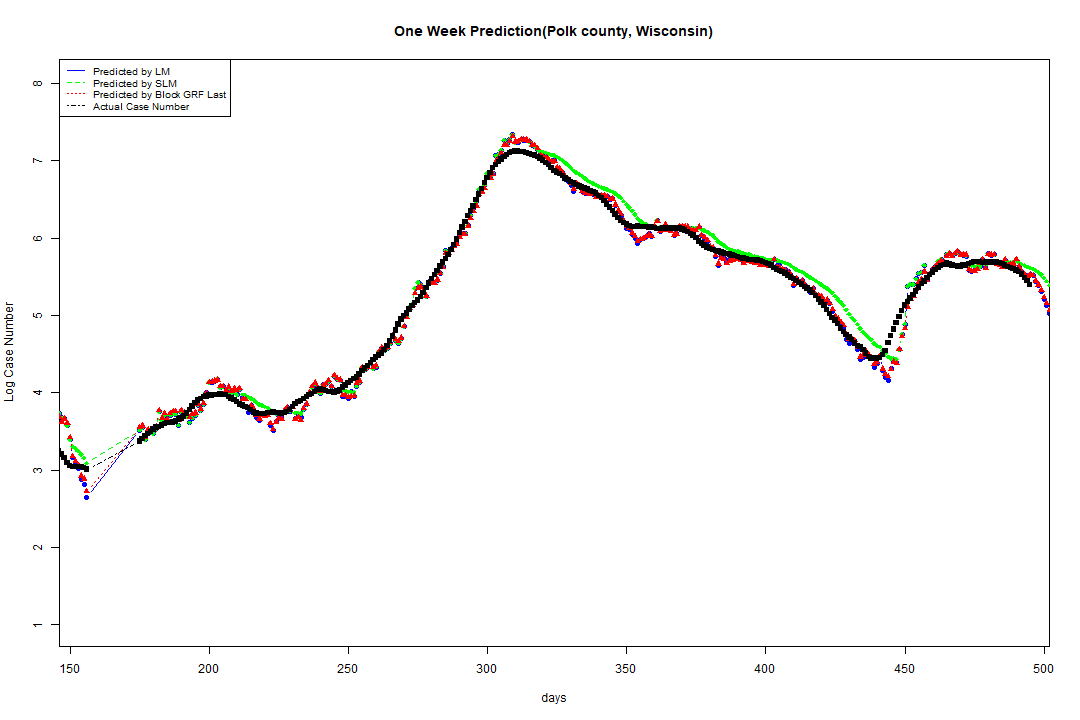 One Week Prediction(Polk county, Wisconsin)
Predicted by LM
Predicted by SLM
Predicted by Block GRF Last
Actual Case Number
8
7
6
5
4
3
2
1
Log Case Number
150 200 250 300 350 400 450 500
days